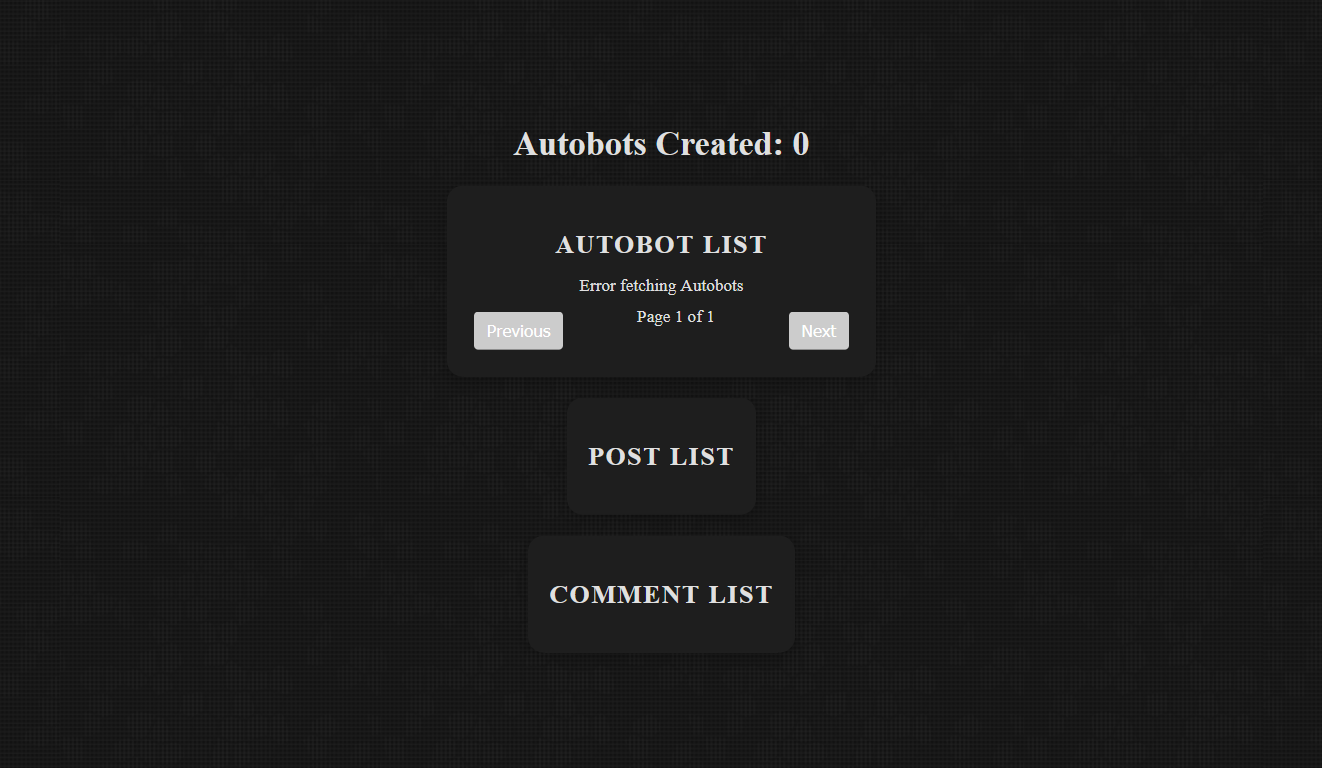 Autobots Created: 0
AUTOBOT LIST
Error fetching Autobots
Previous
Page 1 of 1
Next
POST LIST
COMMENT LIST